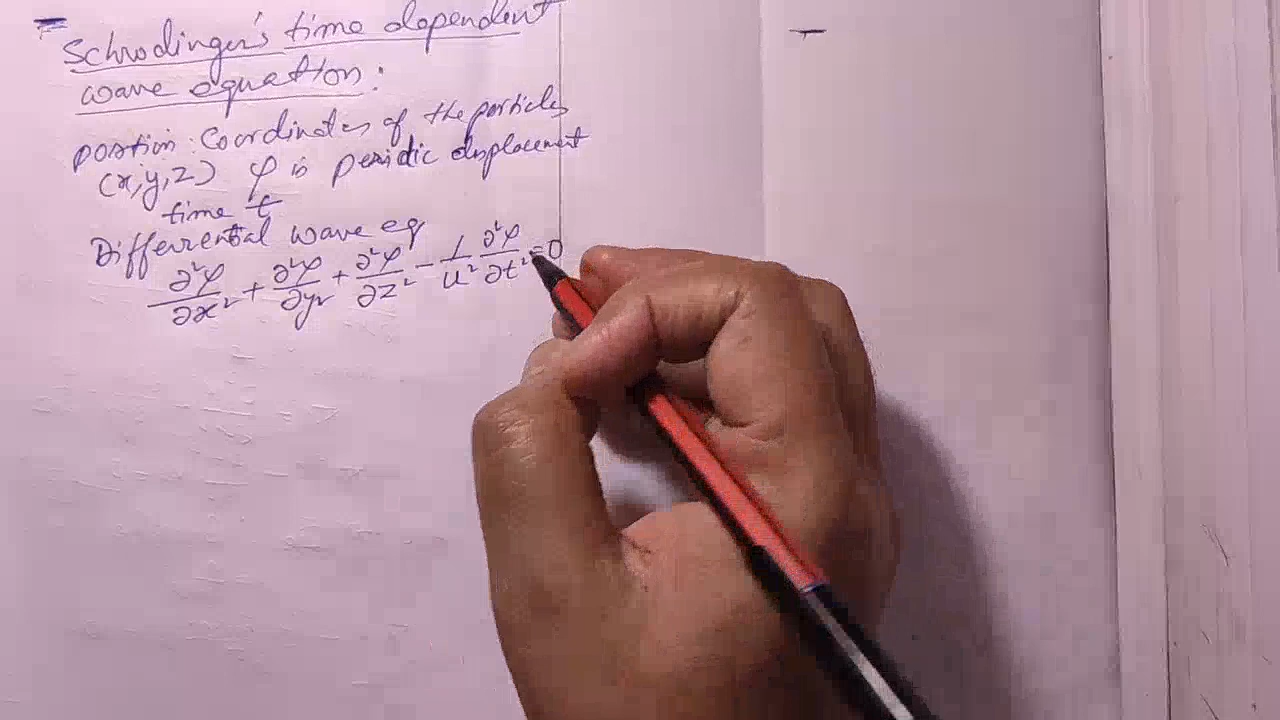 Schrodinger's time dependent
wave equation:
position: Coordinates of the particles
(x,y,z) φ is periodic displacement
time t
Differential wave eq
∂²φ/∂x² + ∂²φ/∂y² + ∂²φ/∂z² - 1/u² ∂²φ/∂t² = 0